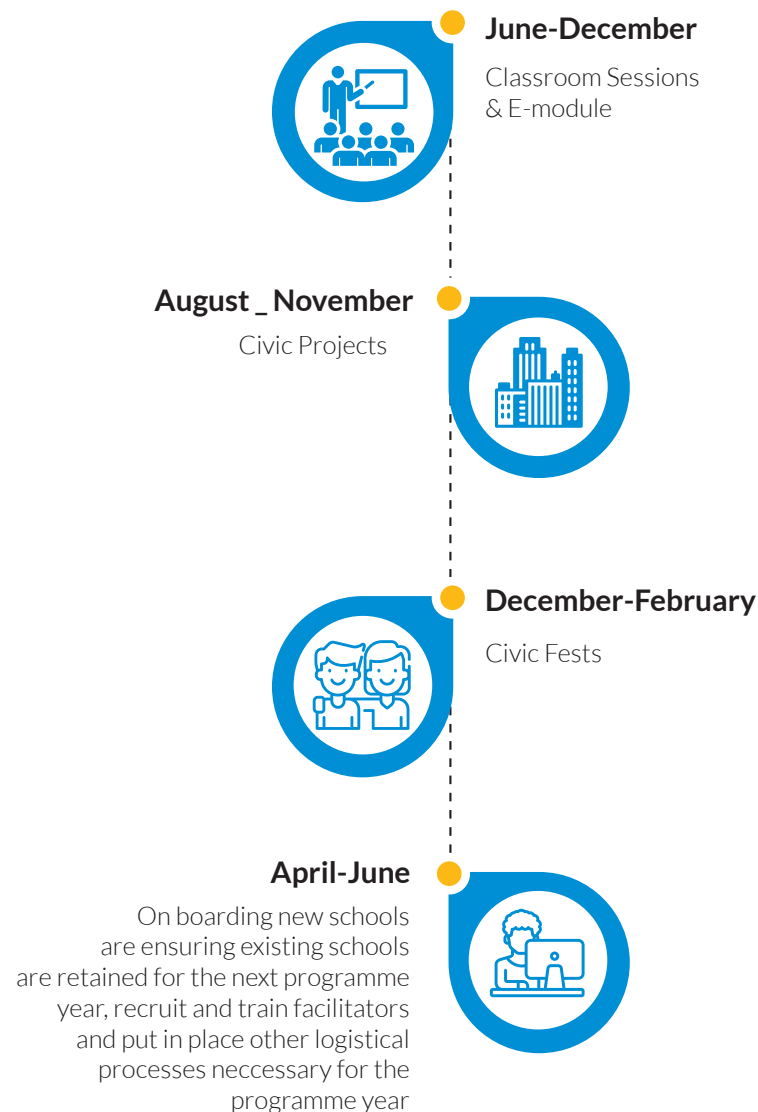 June-December
Classroom Sessions
& E-module
August _ November
Civic Projects
December-February
Civic Fests
April-June
On boarding new schools
are ensuring existing schools
are retained for the next programme
year, recruit and train facilitators
and put in place other logistical
processes neccessary for the
programme year